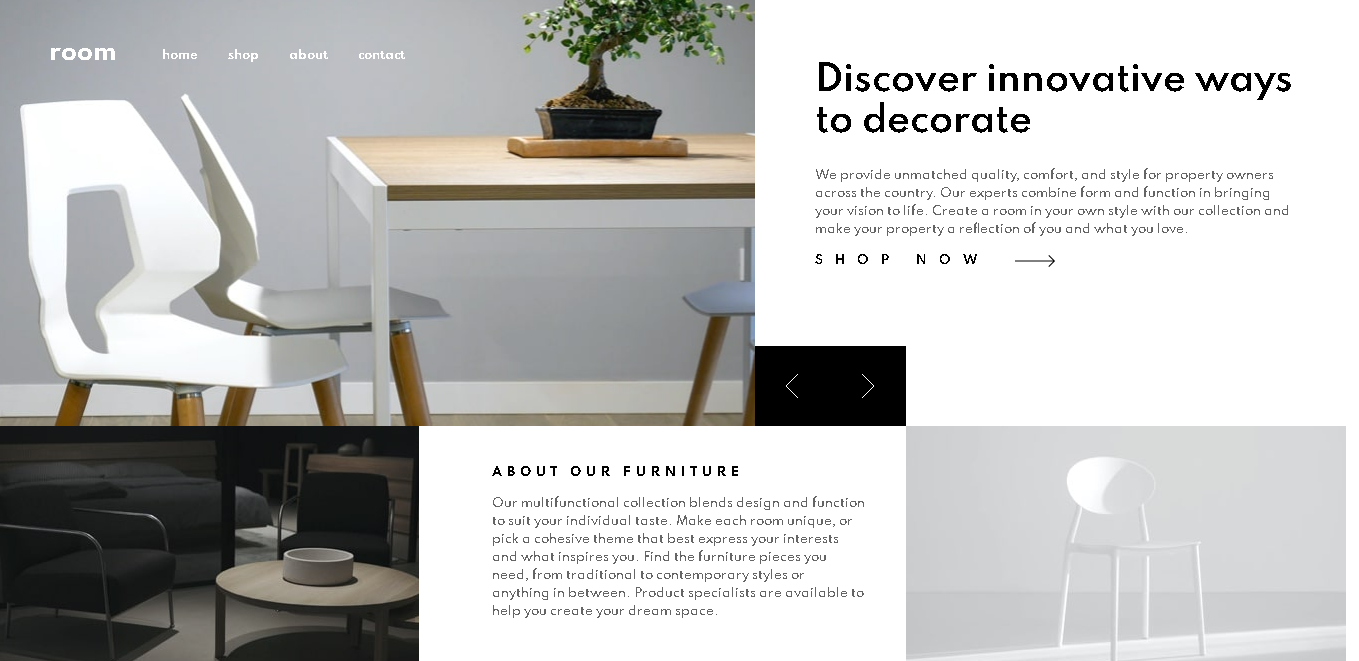 room
home shop about contact
Discover innovative ways
to decorate
We provide unmatched quality, comfort, and style for property owners
across the country. Our experts combine form and function in bringing
your vision to life. Create a room in your own style with our collection and
make your property a reflection of you and what you love.
SHOP NOW
ABOUT OUR FURNITURE
Our multifunctional collection blends design and function
to suit your individual taste. Make each room unique, or
pick a cohesive theme that best express your interests
and what inspires you. Find the furniture pieces you
need, from traditional to contemporary styles or
anything in between. Product specialists are available to
help you create your dream space.